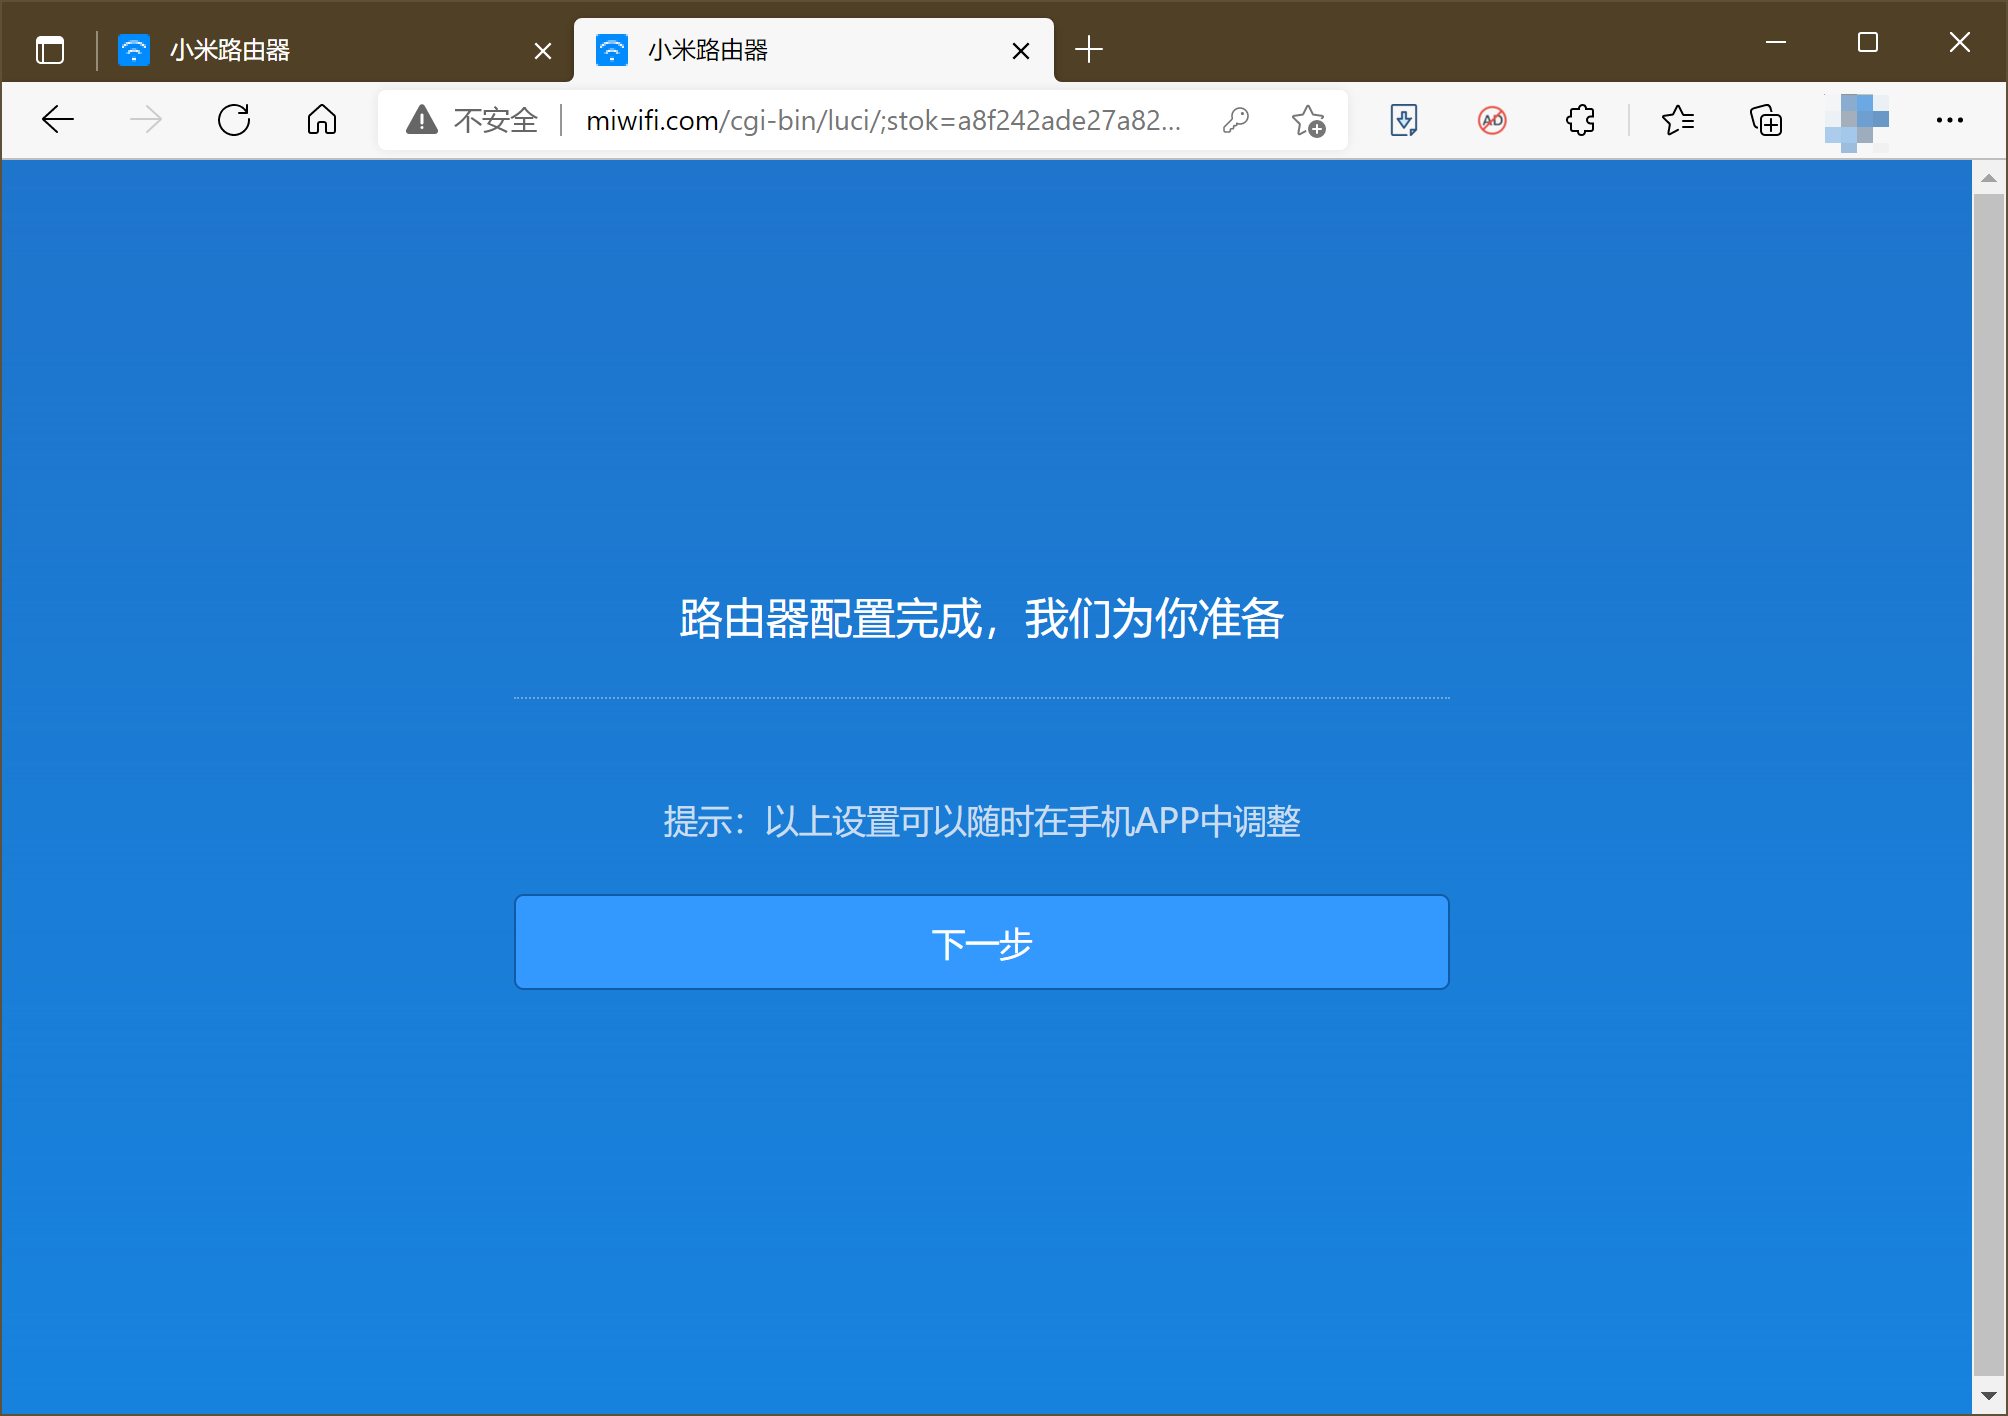 小米路由器
小米路由器
不安全
miwifi.com/cgi-bin/luci/;stok=a8f242ade27a82...
AD
路由器配置完成，我们为你准备
提示：以上设置可以随时在手机APP中调整
下一步